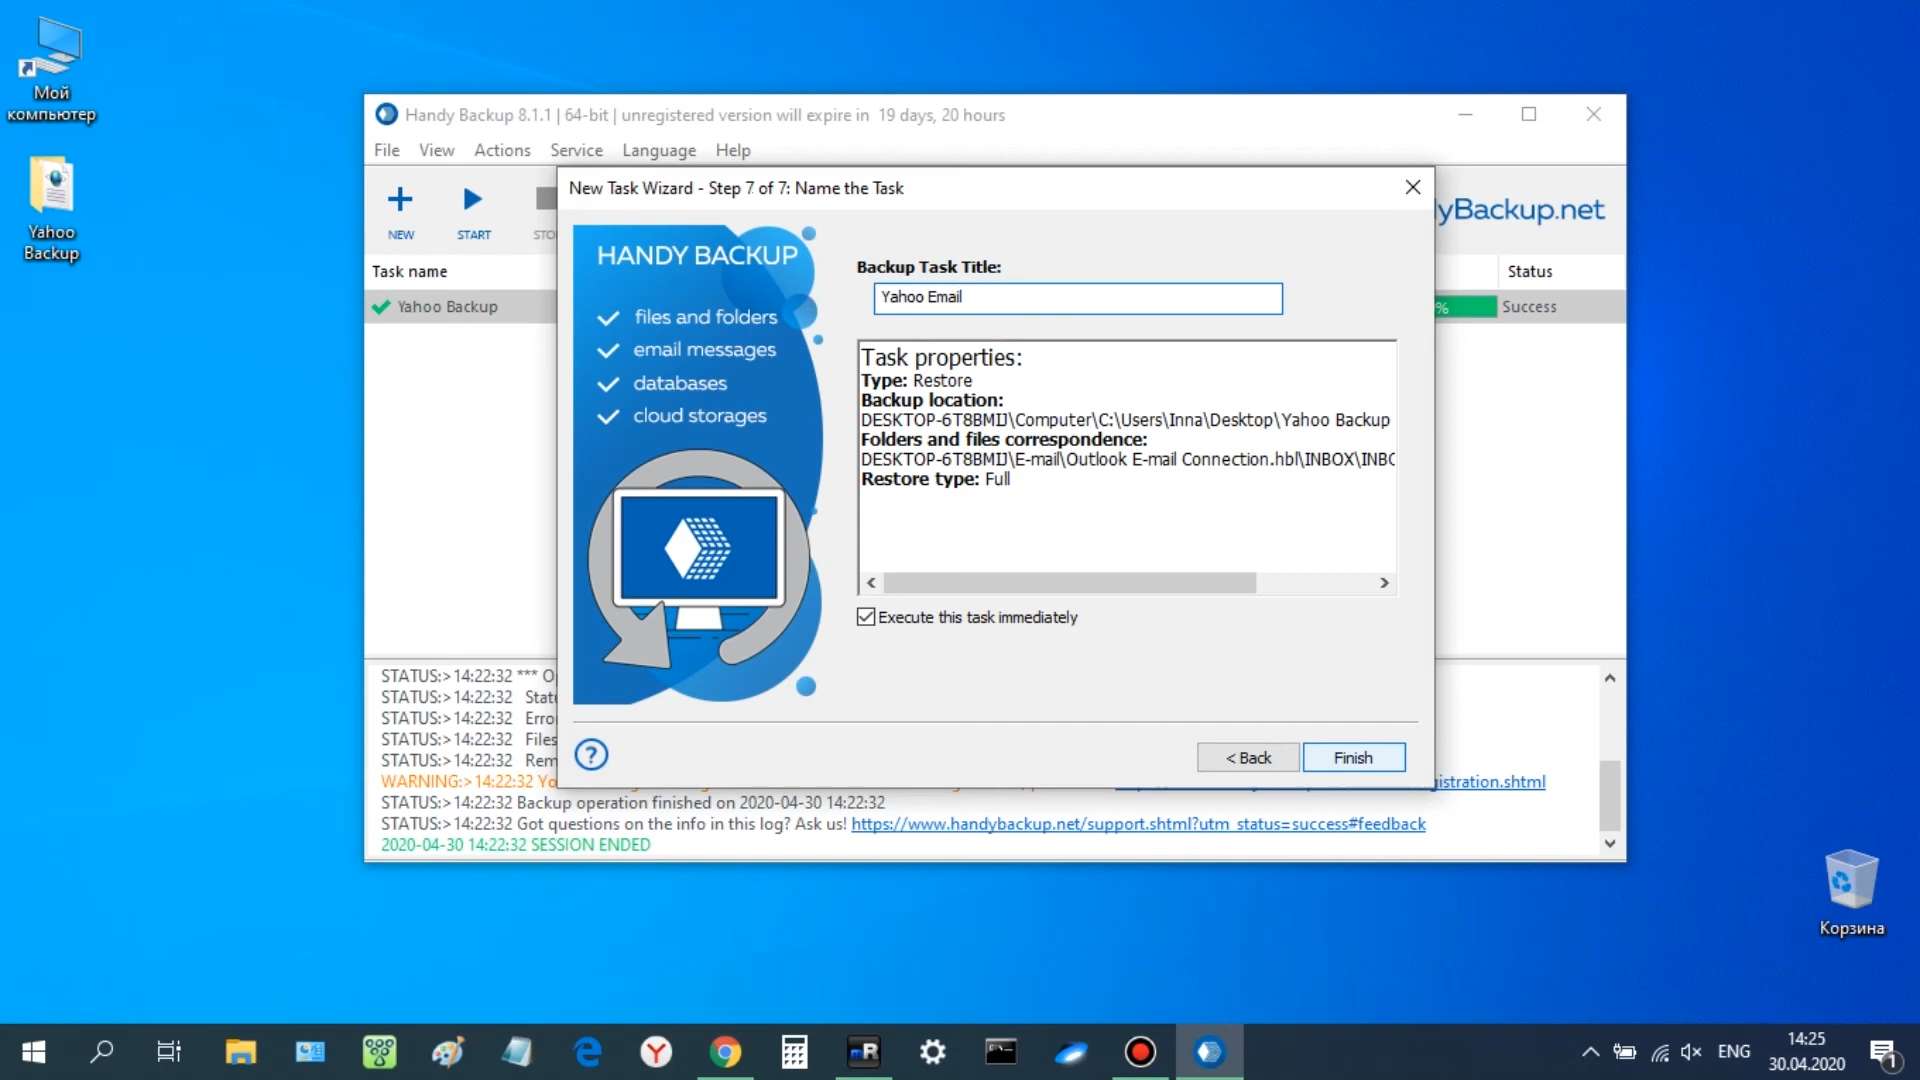 Мой
компьютер
Yahoo
Backup
Handy Backup 8.1.1 | 64-bit | unregistered version will expire in 19 days, 20 hours
File View Actions Service Language Help
NEW START
yBackup.net
Task name Status
Yahoo Backup % Success
New Task Wizard - Step 7 of 7: Name the Task
HANDY BACKUP
files and folders
email messages
databases
cloud storages
Backup Task Title:
Yahoo Email
Task properties:
Type: Restore
Backup location:
DESKTOP-6T8BMIJ\Computer\C:\Users\Inna\Desktop\Yahoo Backup
Folders and files correspondence:
DESKTOP-6T8BMIJ\E-mail\Outlook E-mail Connection.hbl\INBOX\INBO
Restore type: Full
Execute this task immediately
?
< Back Finish
STATUS:> 14:22:32 ***
STATUS:> 14:22:32
STATUS:> 14:22:32
STATUS:> 14:22:32 Files
STATUS:> 14:22:32
WARNING:> 14:22:32 istration.shtml
STATUS:> 14:22:32 Backup operation finished on 2020-04-30 14:22:32
STATUS:> 14:22:32 Got questions on the info in this log? Ask us! https://www.handybackup.net/support.shtml?utm_status=success#feedback
2020-04-30 14:22:32 SESSION ENDED
Корзина
mR
ENG
14:25
30.04.2020
1